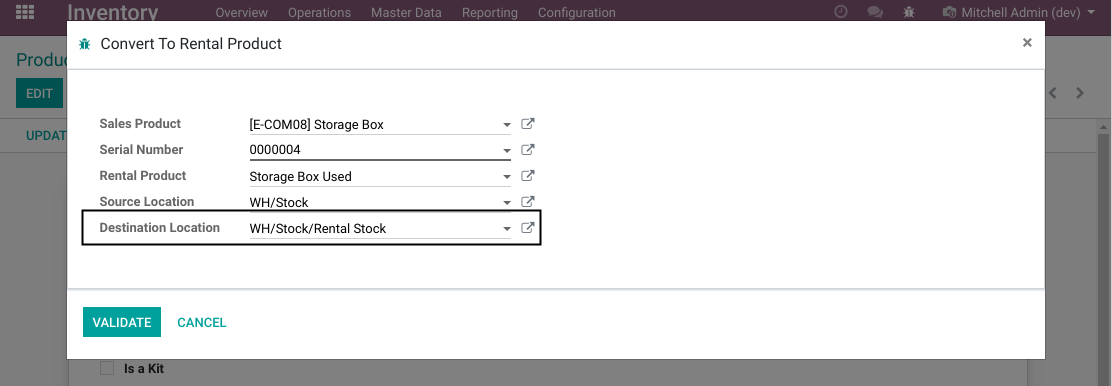 Inventory Overview Operations Master Data Reporting Configuration Mitchell Admin (dev)
Convert To Rental Product ×
Produc
EDIT
Sales Product [E-COM08] Storage Box
UPDAT
Serial Number 0000004
Rental Product Storage Box Used
Source Location WH/Stock
Destination Location WH/Stock/Rental Stock
VALIDATE CANCEL
Is a Kit